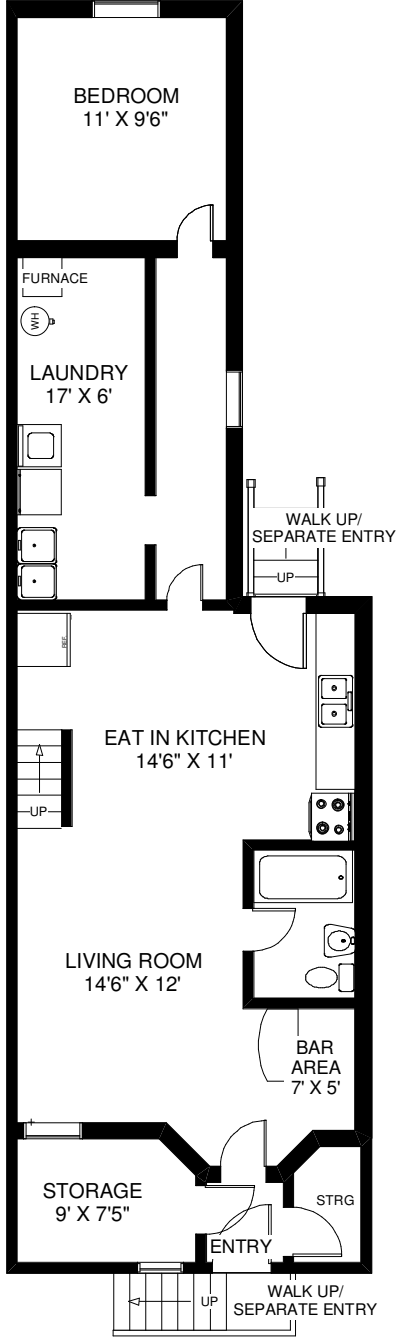 BEDROOM
11' X 9'6"
FURNACE
WH
LAUNDRY
17' X 6'
WALK UP/
SEPARATE ENTRY
UP
REF.
EAT IN KITCHEN
14'6" X 11'
UP
LIVING ROOM
14'6" X 12'
BAR
AREA
7' X 5'
STORAGE
9' X 7'5"
STRG
ENTRY
UP
WALK UP/
SEPARATE ENTRY